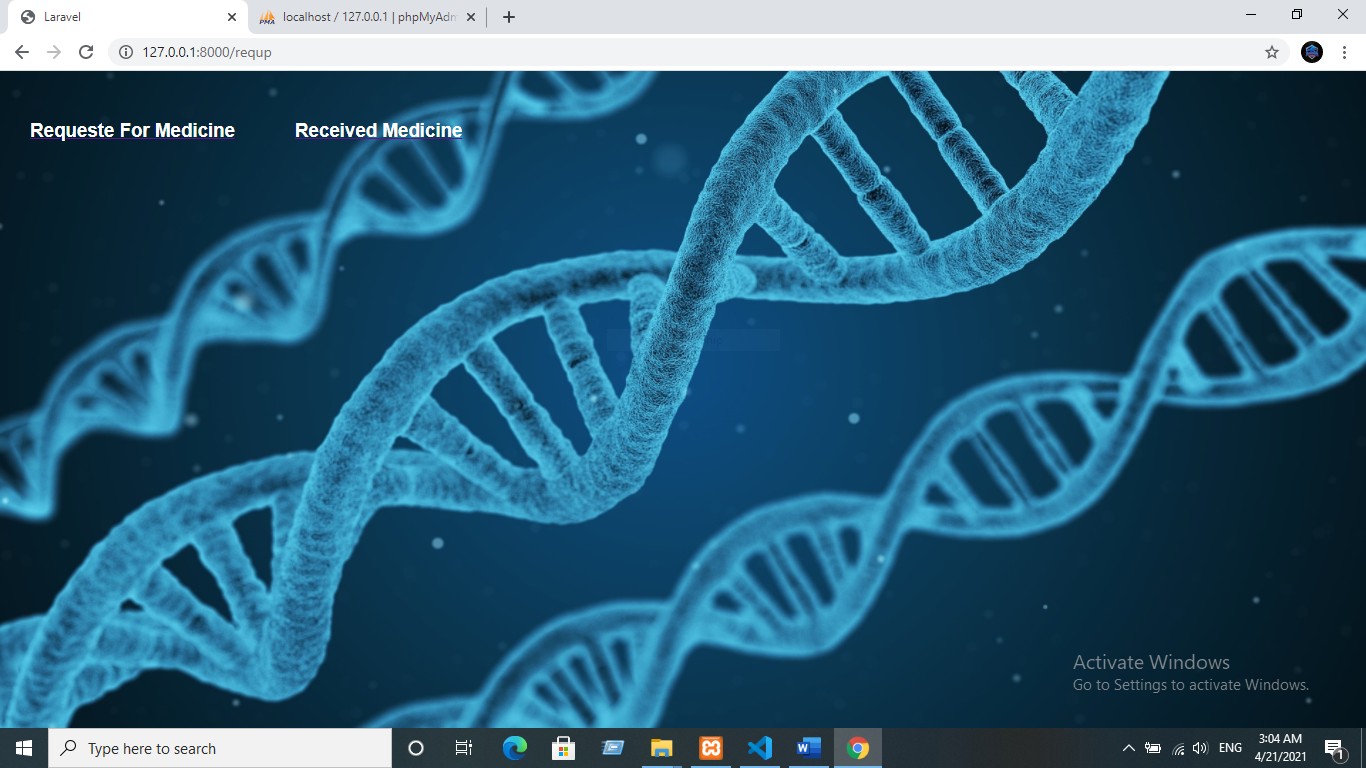 Laravel
localhost / 127.0.0.1 | phpMyAdm
127.0.0.1:8000/requp
Requeste For Medicine
Received Medicine
Activate Windows
Go to Settings to activate Windows.
Type here to search
ENG
3:04 AM
4/21/2021
1